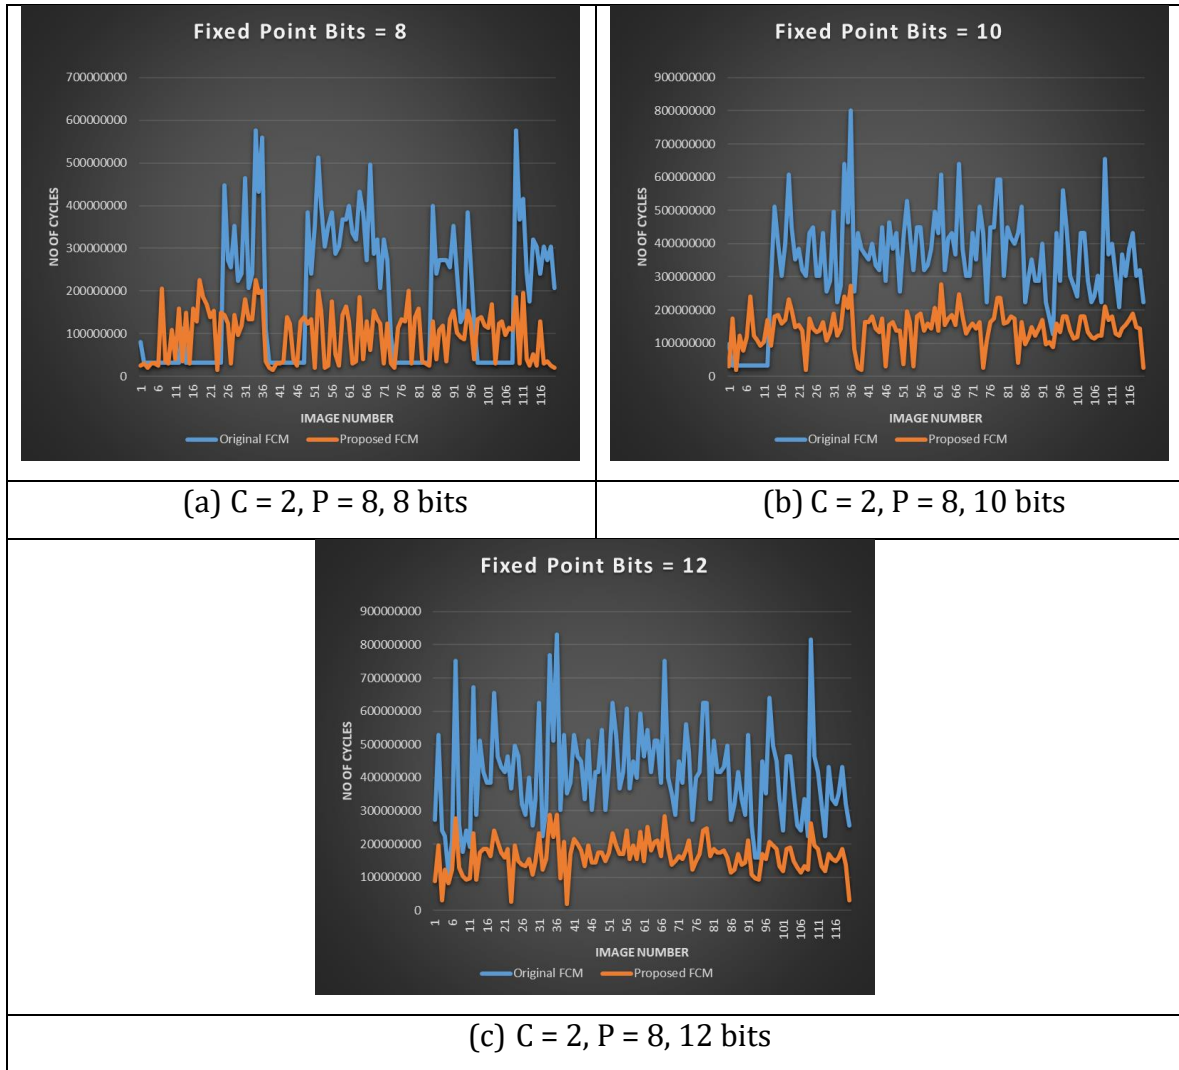 Fixed Point Bits = 8
700000000
600000000
500000000
400000000
300000000
200000000
100000000
0
NO OF CYCLES
1 6 11 16 21 26 31 36 41 46 51 56 61 66 71 76 81 86 91 96 101 106 111 116
IMAGE NUMBER
Original FCM Proposed FCM
(a) C = 2, P = 8, 8 bits
Fixed Point Bits = 10
900000000
800000000
700000000
600000000
500000000
400000000
300000000
200000000
100000000
0
NO OF CYCLES
1 6 11 16 21 26 31 36 41 46 51 56 61 66 71 76 81 86 91 96 101 106 111 116
IMAGE NUMBER
Original FCM Proposed FCM
(b) C = 2, P = 8, 10 bits
Fixed Point Bits = 12
900000000
800000000
700000000
600000000
500000000
400000000
300000000
200000000
100000000
0
NO OF CYCLES
1 6 11 16 21 26 31 36 41 46 51 56 61 66 71 76 81 86 91 96 101 106 111 116
IMAGE NUMBER
Original FCM Proposed FCM
(c) C = 2, P = 8, 12 bits